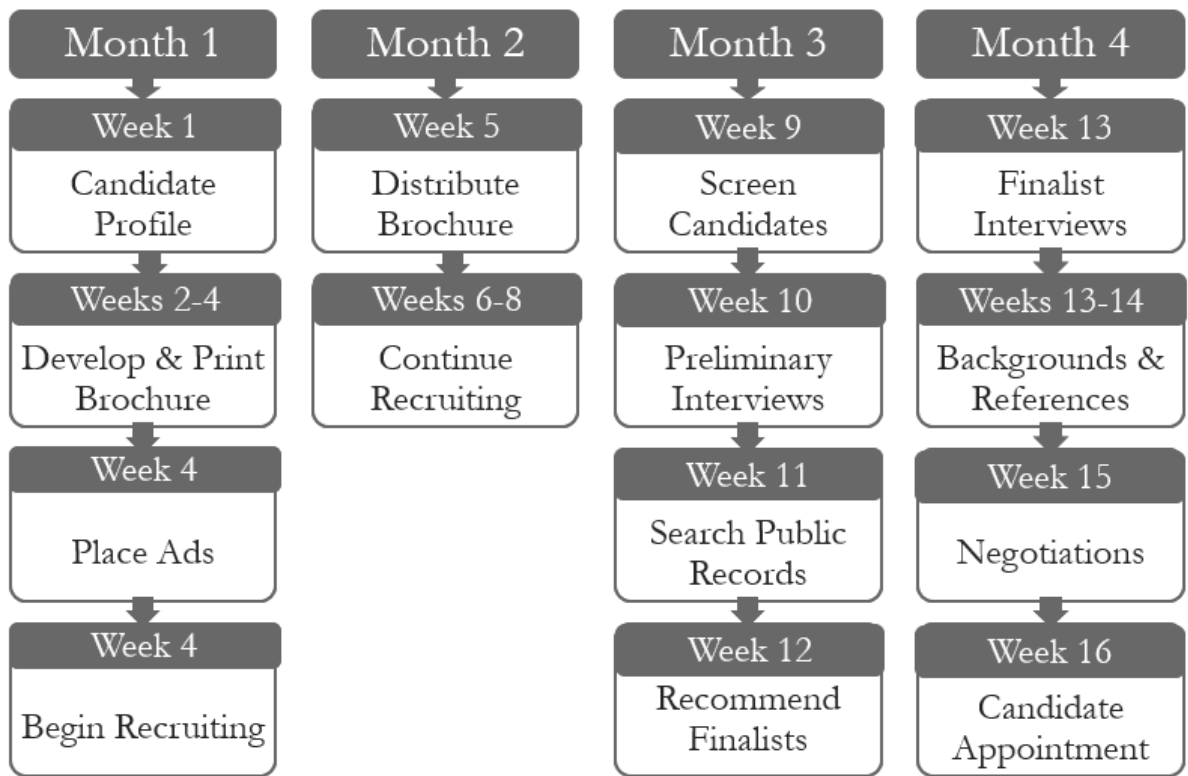 Month 1
Week 1
Candidate
Profile
Weeks 2-4
Develop & Print
Brochure
Week 4
Place Ads
Week 4
Begin Recruiting
Month 2
Week 5
Distribute
Brochure
Weeks 6-8
Continue
Recruiting
Month 3
Week 9
Screen
Candidates
Week 10
Preliminary
Interviews
Week 11
Search Public
Records
Week 12
Recommend
Finalists
Month 4
Week 13
Finalist
Interviews
Weeks 13-14
Backgrounds &
References
Week 15
Negotiations
Week 16
Candidate
Appointment